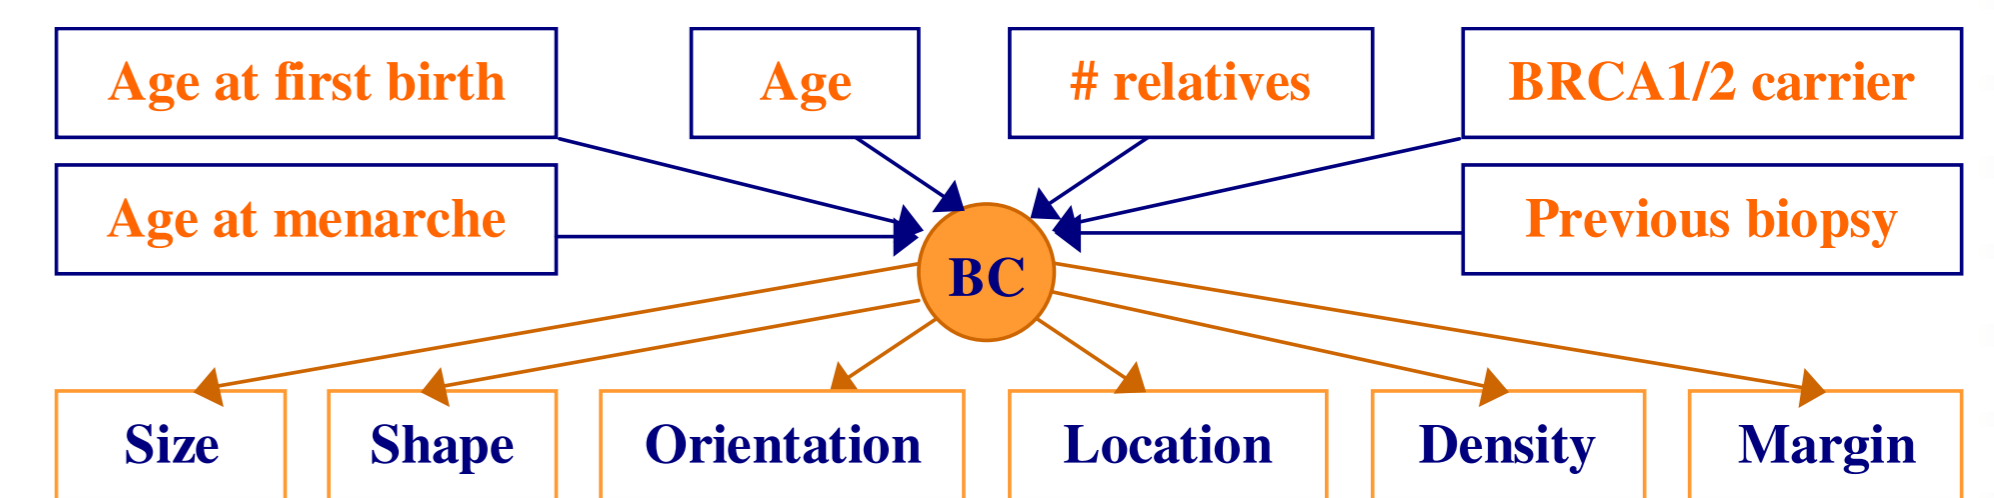 Age at first birth
Age
# relatives
BRCA1/2 carrier
Age at menarche
Previous biopsy
BC
Size
Shape
Orientation
Location
Density
Margin